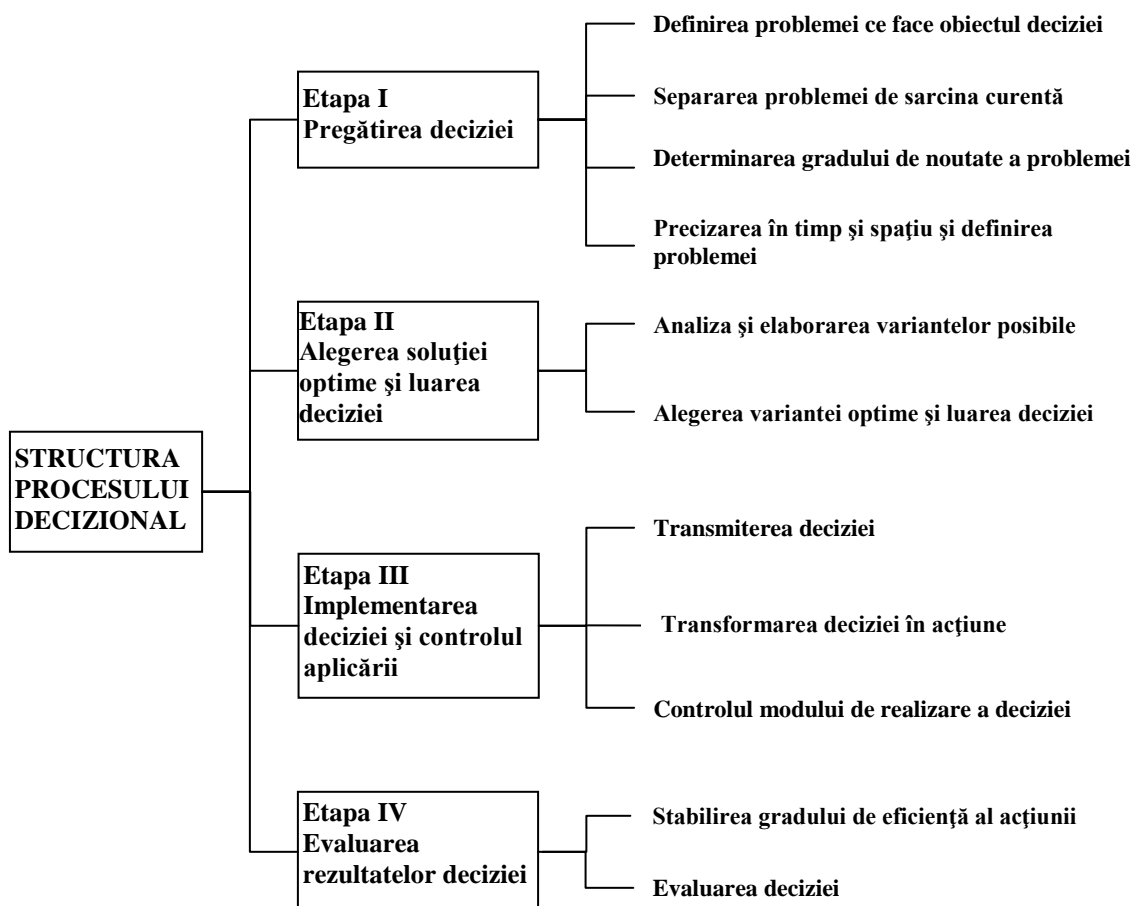 STRUCTURA
PROCESULUI
DECIZIONAL
Etapa I
Pregătirea deciziei
Definirea problemei ce face obiectul deciziei
Separarea problemei de sarcina curentă
Determinarea gradului de noutate a problemei
Precizarea în timp şi spaţiu şi definirea
problemei
Etapa II
Alegerea soluţiei
optime şi luarea
deciziei
Analiza şi elaborarea variantelor posibile
Alegerea variantei optime şi luarea deciziei
Etapa III
Implementarea
deciziei şi controlul
aplicării
Transmiterea deciziei
Transformarea deciziei în acţiune
Controlul modului de realizare a deciziei
Etapa IV
Evaluarea
rezultatelor deciziei
Stabilirea gradului de eficienţă al acţiunii
Evaluarea deciziei